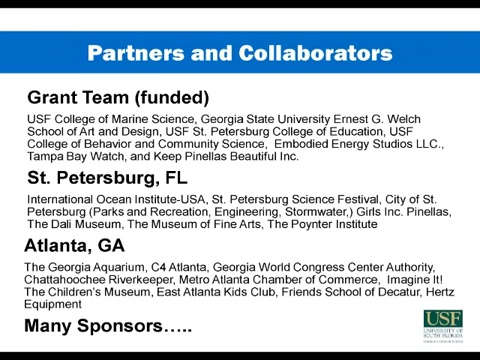 Partners and Collaborators
Grant Team (funded)
USF College of Marine Science, Georgia State University Ernest G. Welch
School of Art and Design, USF St. Petersburg College of Education, USF
College of Behavior and Community Science,  Embodied Energy Studios LLC.,
Tampa Bay Watch, and Keep Pinellas Beautiful Inc.
St. Petersburg, FL
International Ocean Institute-USA, St. Petersburg Science Festival, City of St.
Petersburg (Parks and Recreation, Engineering, Stormwater,) Girls Inc. Pinellas,
The Dali Museum, The Museum of Fine Arts, The Poynter Institute
Atlanta, GA
The Georgia Aquarium, C4 Atlanta, Georgia World Congress Center Authority,
Chattahoochee Riverkeeper, Metro Atlanta Chamber of Commerce,  Imagine It!
The Children's Museum, East Atlanta Kids Club, Friends School of Decatur, Hertz
Equipment
Many Sponsors…..
USF
UNIVERSITY OF
SOUTH FLORIDA